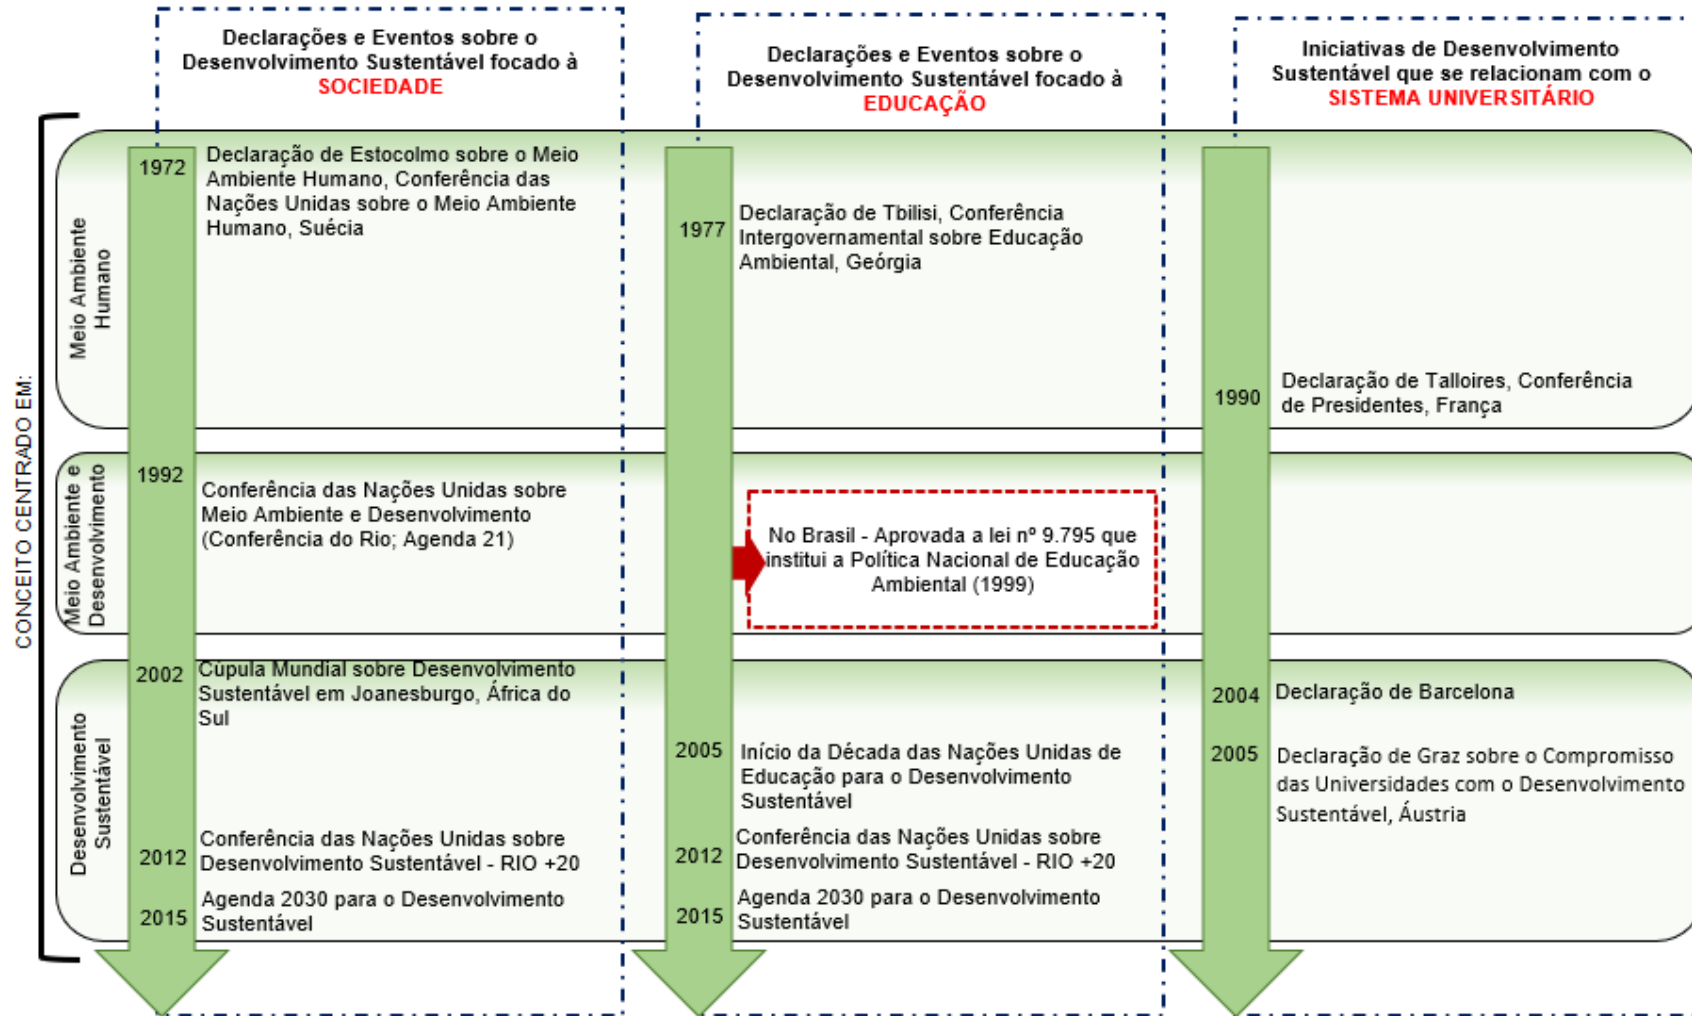 Declarações e Eventos sobre o
Desenvolvimento Sustentável focado à
SOCIEDADE
Declarações e Eventos sobre o
Desenvolvimento Sustentável focado à
EDUCAÇÃO
Iniciativas de Desenvolvimento
Sustentável que se relacionam com o
SISTEMA UNIVERSITÁRIO
CONCEITO CENTRADO EM:
Meio Ambiente
Humano
1972
Declaração de Estocolmo sobre o Meio
Ambiente Humano, Conferência das
Nações Unidas sobre o Meio Ambiente
Humano, Suécia
1977
Declaração de Tbilisi, Conferência
Intergovernamental sobre Educação
Ambiental, Geórgia
1990
Declaração de Talloires, Conferência
de Presidentes, França
Meio Ambiente e
Desenvolvimento
1992
Conferência das Nações Unidas sobre
Meio Ambiente e Desenvolvimento
(Conferência do Rio; Agenda 21)
No Brasil - Aprovada a lei nº 9.795 que
institui a Política Nacional de Educação
Ambiental (1999)
Desenvolvimento
Sustentável
2002
Cúpula Mundial sobre Desenvolvimento
Sustentável em Joanesburgo, África do
Sul
2012
Conferência das Nações Unidas sobre
Desenvolvimento Sustentável - RIO +20
2015
Agenda 2030 para o Desenvolvimento
Sustentável
2005
Início da Década das Nações Unidas de
Educação para o Desenvolvimento
Sustentável
2012
Conferência das Nações Unidas sobre
Desenvolvimento Sustentável - RIO +20
2015
Agenda 2030 para o Desenvolvimento
Sustentável
2004
Declaração de Barcelona
2005
Declaração de Graz sobre o Compromisso
das Universidades com o Desenvolvimento
Sustentável, Áustria